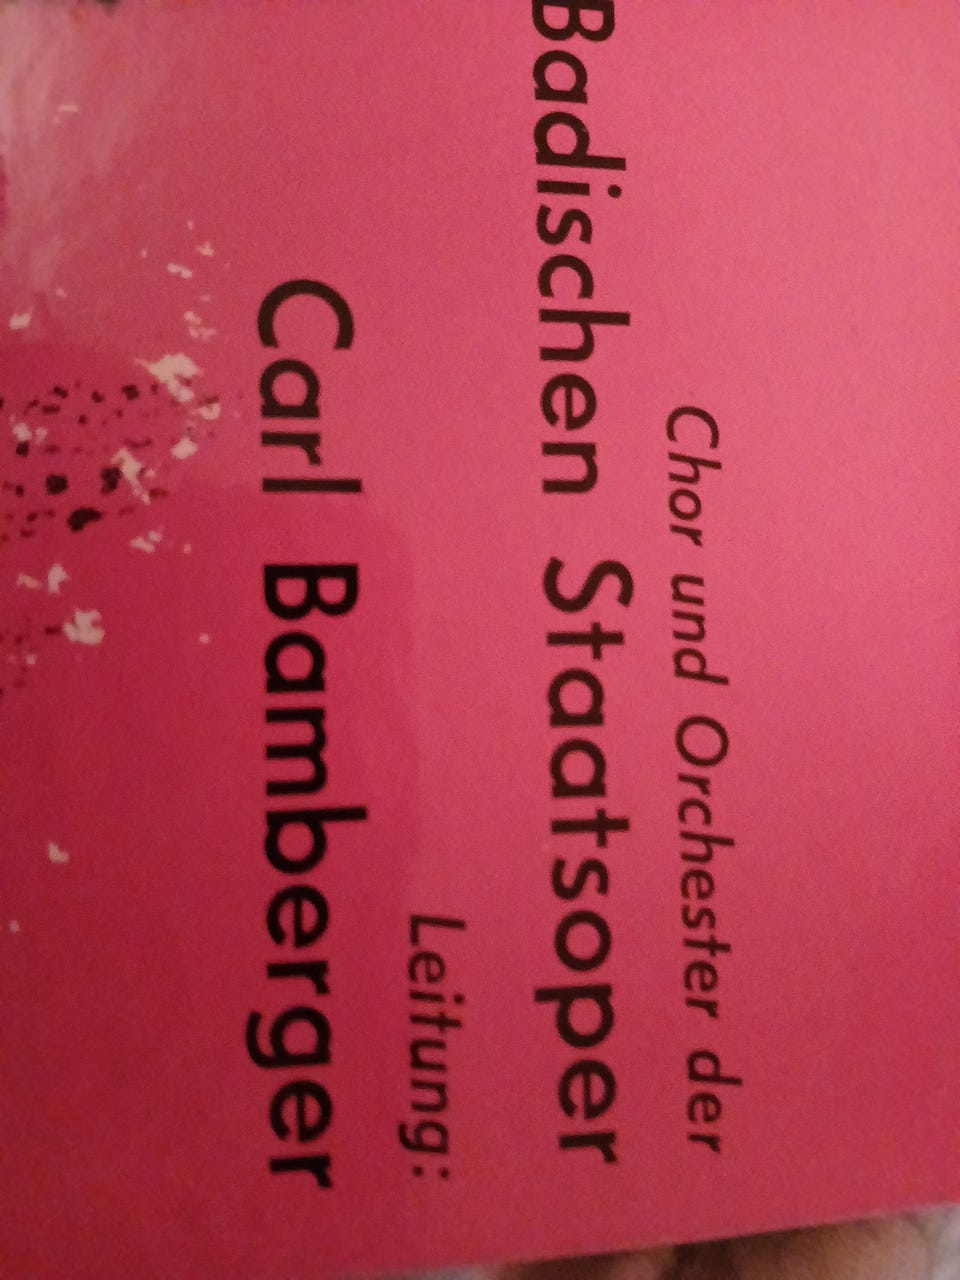 Chor und Orchester der
Badischen Staatsoper
Leitung:
Carl Bamberger